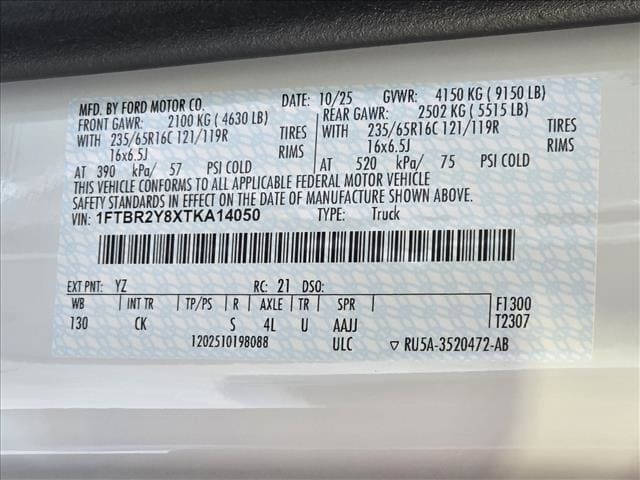 MFD. BY FORD MOTOR CO. DATE: 10/25 GVWR: 4150 KG ( 9150 LB)
FRONT GAWR: 2100 KG ( 4630 LB) REAR GAWR: 2502 KG ( 5515 LB)
WITH 235/65R16C 121/119R TIRES WITH 235/65R16C 121/119R TIRES
16x6.5J RIMS 16x6.5J RIMS
AT 390 kPa/ 57 PSI COLD AT 520 kPa/ 75 PSI COLD
THIS VEHICLE CONFORMS TO ALL APPLICABLE FEDERAL MOTOR VEHICLE
SAFETY STANDARDS IN EFFECT ON THE DATE OF MANUFACTURE SHOWN ABOVE.
VIN: 1FTBR2Y8XTKA14050 TYPE: Truck
EXT PNT: YZ RC: 21 DSO:
WB INT TR TP/PS R AXLE TR SPR F1300
130 CK S 4L U AAJJ T2307
1202510198088 ULC ▽ RU5A-3520472-AB